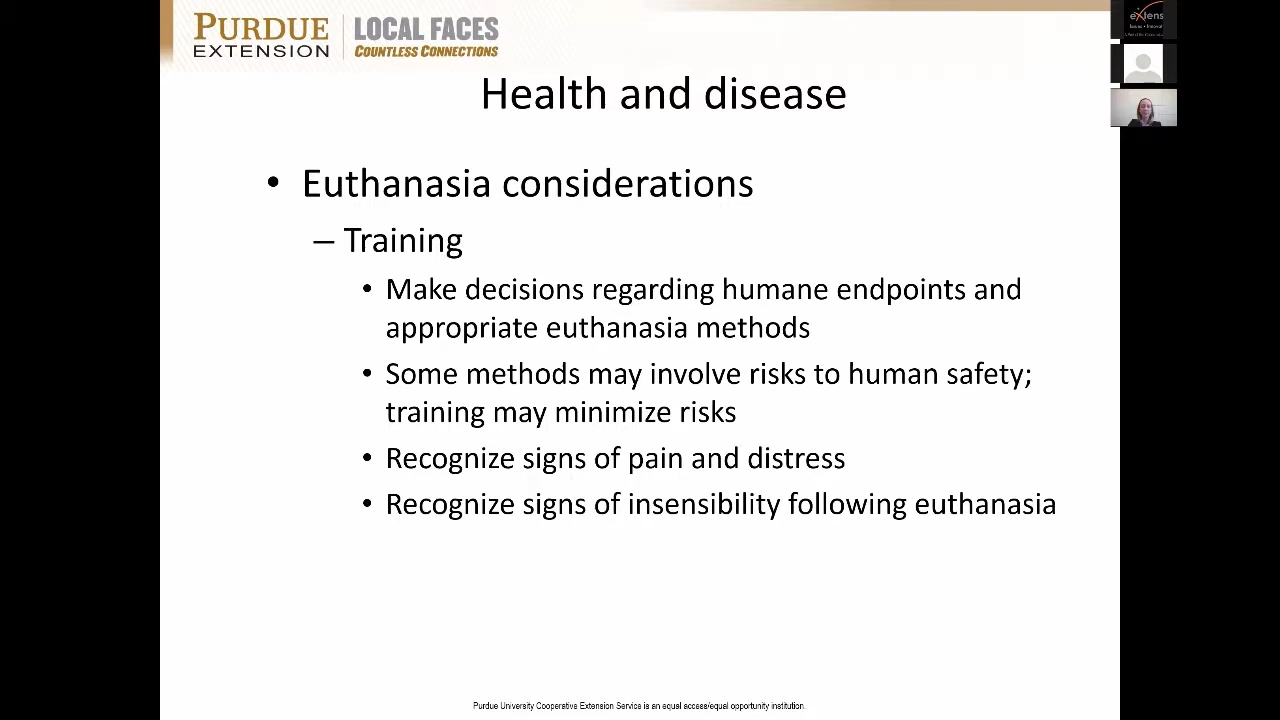 PURDUE
EXTENSION
LOCAL FACES
COUNTLESS CONNECTIONS
Health and disease
• Euthanasia considerations
– Training
• Make decisions regarding humane endpoints and
appropriate euthanasia methods
• Some methods may involve risks to human safety;
training may minimize risks
• Recognize signs of pain and distress
• Recognize signs of insensibility following euthanasia
Purdue University Cooperative Extension Service is an equal access/equal opportunity institution.
eXtens